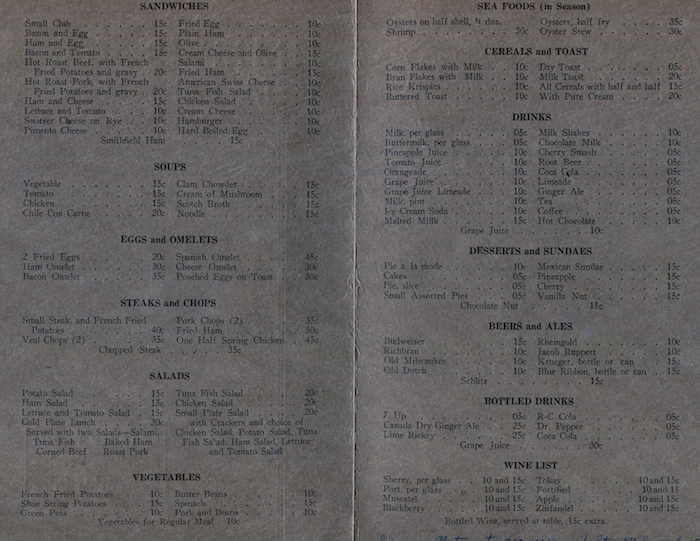 SANDWICHES
Small Club . . . 15c Fried Egg . . . 10c
Bacon and Egg . . . 15c Plain Ham . . . 10c
Ham and Egg . . . 15c Olive . . . 10c
Bacon and Tomato . . . 15c Cream Cheese and Olive . 15c
Hot Roast Beef, with French Salami . . . 10c
Fried Potatoes and gravy . 20c Fried Ham . . . 15c
Hot Roast Pork, with French American Swiss Cheese . . 10c
Fried Potatoes and gravy . 20c Tuna Fish Salad . . . 10c
Ham and Cheese . . . 15c Chicken Salad . . . 10c
Lettuce and Tomato . . . 10c Cream Cheese . . . 10c
Switzer Cheese on Rye . . 10c Hamburger . . . 10c
Pimento Cheese . . . 10c Hard Boiled Egg . . . 10c
Smithfield Ham . . . 15c
SOUPS
Vegetable . . . 15c Clam Chowder . . . 15c
Tomato . . . 15c Cream of Mushroom . . . 15c
Chicken . . . 15c Scotch Broth . . . 15c
Chile Con Carne . . . 20c Noodle . . . 15c
EGGS and OMELETS
2 Fried Eggs . . . 20c Spanish Omelet . . . 45c
Ham Omelet . . . 30c Cheese Omelet . . . 30c
Bacon Omelet . . . 35c Poached Eggs on Toast . . 30c
STEAKS and CHOPS
Small Steak, and French Fried Pork Chops (2) . . . 35c
Potatoes . . . 40c Fried Ham . . . 30c
Veal Chops (2) . . . 35c One Half Spring Chicken . 45c
Chopped Steak . . . 35c
SALADS
Potato Salad . . . 15c Tuna Fish Salad . . . 20c
Ham Salad . . . 15c Chicken Salad . . . 20c
Lettuce and Tomato Salad . 15c Small Plate Salad . . . 20c
Cold Plate Lunch . . . 20c with Crackers and choice of
Served with two Salads—Salami, Chicken Salad, Potato Salad, Tuna
Tuna Fish Baked Ham Fish Salad, Ham Salad, Lettuce
Corned Beef Roast Pork and Tomato Salad
VEGETABLES
French Fried Potatoes . . 10c Butter Beans . . . 10c
Shoe String Potatoes . . 15c Spinach . . . 15c
Green Peas . . . 10c Pork and Beans . . . 10c
Vegetables for Regular Meal 10c
SEA FOODS (in Season)
Oysters on half shell, ½ doz. Oysters, half fry . . . 35c
Shrimp . . . 30c Oyster Stew . . . 30c
CEREALS and TOAST
Corn Flakes with Milk . . 10c Dry Toast . . . 05c
Bran Flakes with Milk . . 10c Milk Toast . . . 20c
Rice Krispies . . . 10c All Cereals with half and half 15c
Buttered Toast . . . 10c With Pure Cream . . . 20c
DRINKS
Milk, per glass . . . 05c Milk Shakes . . . 10c
Buttermilk, per glass . . 05c Chocolate Milk . . . 10c
Pineapple Juice . . . 10c Cherry Smash . . . 05c
Tomato Juice . . . 10c Root Beer . . . 05c
Orangeade . . . 10c Coca Cola . . . 05c
Grape Juice . . . 10c Limeade . . . 05c
Grape Juice Limeade . . . 10c Ginger Ale . . . 05c
Milk, pint . . . 10c Tea . . . 05c
Ice Cream Soda . . . 10c Coffee . . . 05c
Malted Milk . . . 15c Hot Chocolate . . . 10c
Grape Juice . . . 10c
DESSERTS and SUNDAES
Pie a la mode . . . 10c Mexican Sundae . . . 15c
Cakes . . . 05c Pineapple . . . 15c
Pie, slice . . . 05c Cherry . . . 15c
Small Assorted Pies . . . 05c Vanilla Nut . . . 15c
Chocolate Nut . . . 15c
BEERS and ALES
Budweiser . . . 15c Rheingold . . . 10c
Richbrau . . . 10c Jacob Ruppert . . . 10c
Old Milwaukee . . . 10c Krueger, bottle or can . . 15c
Old Dutch . . . 10c Blue Ribbon, bottle or can . 15c
Schlitz . . . 15c
BOTTLED DRINKS
7 Up . . . 05c R-C Cola . . . 05c
Canada Dry Ginger Ale . . 25c Dr. Pepper . . . 05c
Lime Rickey . . . 25c Coca Cola . . . 05c
Grape Juice . . . 30c
WINE LIST
Sherry, per glass . . 10 and 15c Tokay . . . 10 and 15c
Port, per glass . . 10 and 15c Fortified . . . 10 and 15c
Muscatel . . . 10 and 15c Apple . . . 10 and 15c
Blackberry . . . 10 and 15c Zinfandel . . . 10 and 15c
Bottled Wine, served at table, 15c extra.